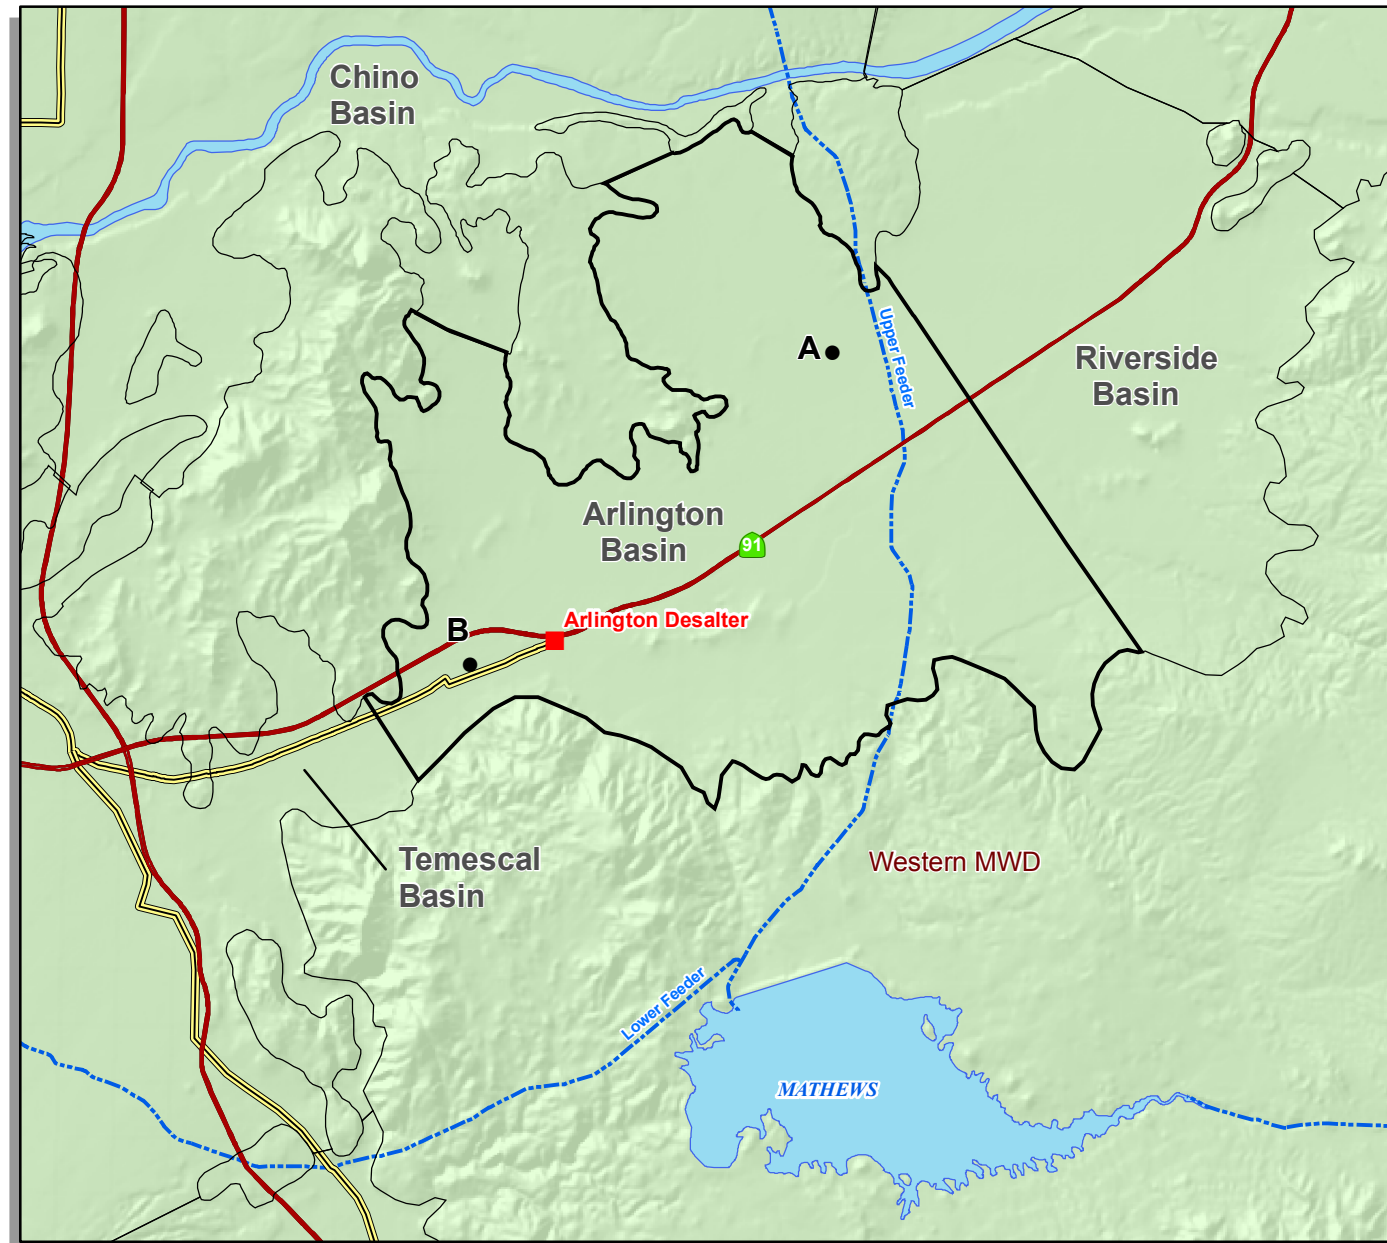 Chino
Basin
A
Upper Feeder
Riverside
Basin
Arlington
Basin
91
Arlington Desalter
B
Temescal
Basin
Western MWD
Lower Feeder
MATHEWS